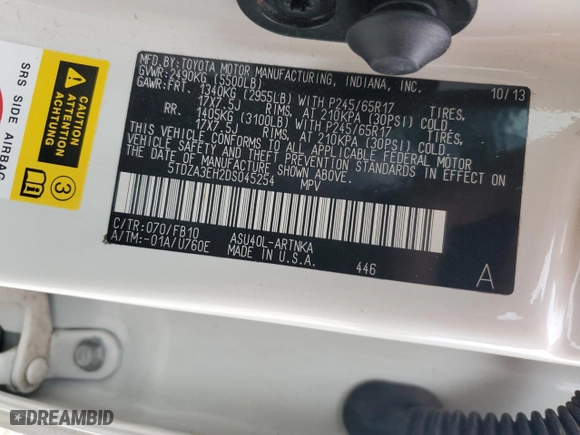 MFD. BY: TOYOTA MOTOR MANUFACTURING, INDIANA, INC.
GVWR: 2490KG (5500LB) 10/13
GAWR: FRT. 1340KG (2955LB) WITH P245/65R17 TIRES,
17X7.5J RIMS, AT 210KPA (30PSI) COLD.
RR. 1405KG (3100LB) WITH P245/65R17 TIRES,
17X7.5J RIMS, AT 210KPA (30PSI) COLD.
THIS VEHICLE CONFORMS TO ALL APPLICABLE FEDERAL MOTOR
VEHICLE SAFETY AND THEFT PREVENTION STANDARDS IN EFFECT ON
THE DATE OF MANUFACTURE SHOWN ABOVE.
5TDZA3EH2DS045254 MPV
C/TR: 070/FB10 ASU40L-ARTNKA
A/TM: -01A/U760E MADE IN U.S.A.
446 A
SRS SIDE AIRBAG
CAUTION
ATTENTION
ACHTUNG
3
DREAMBID